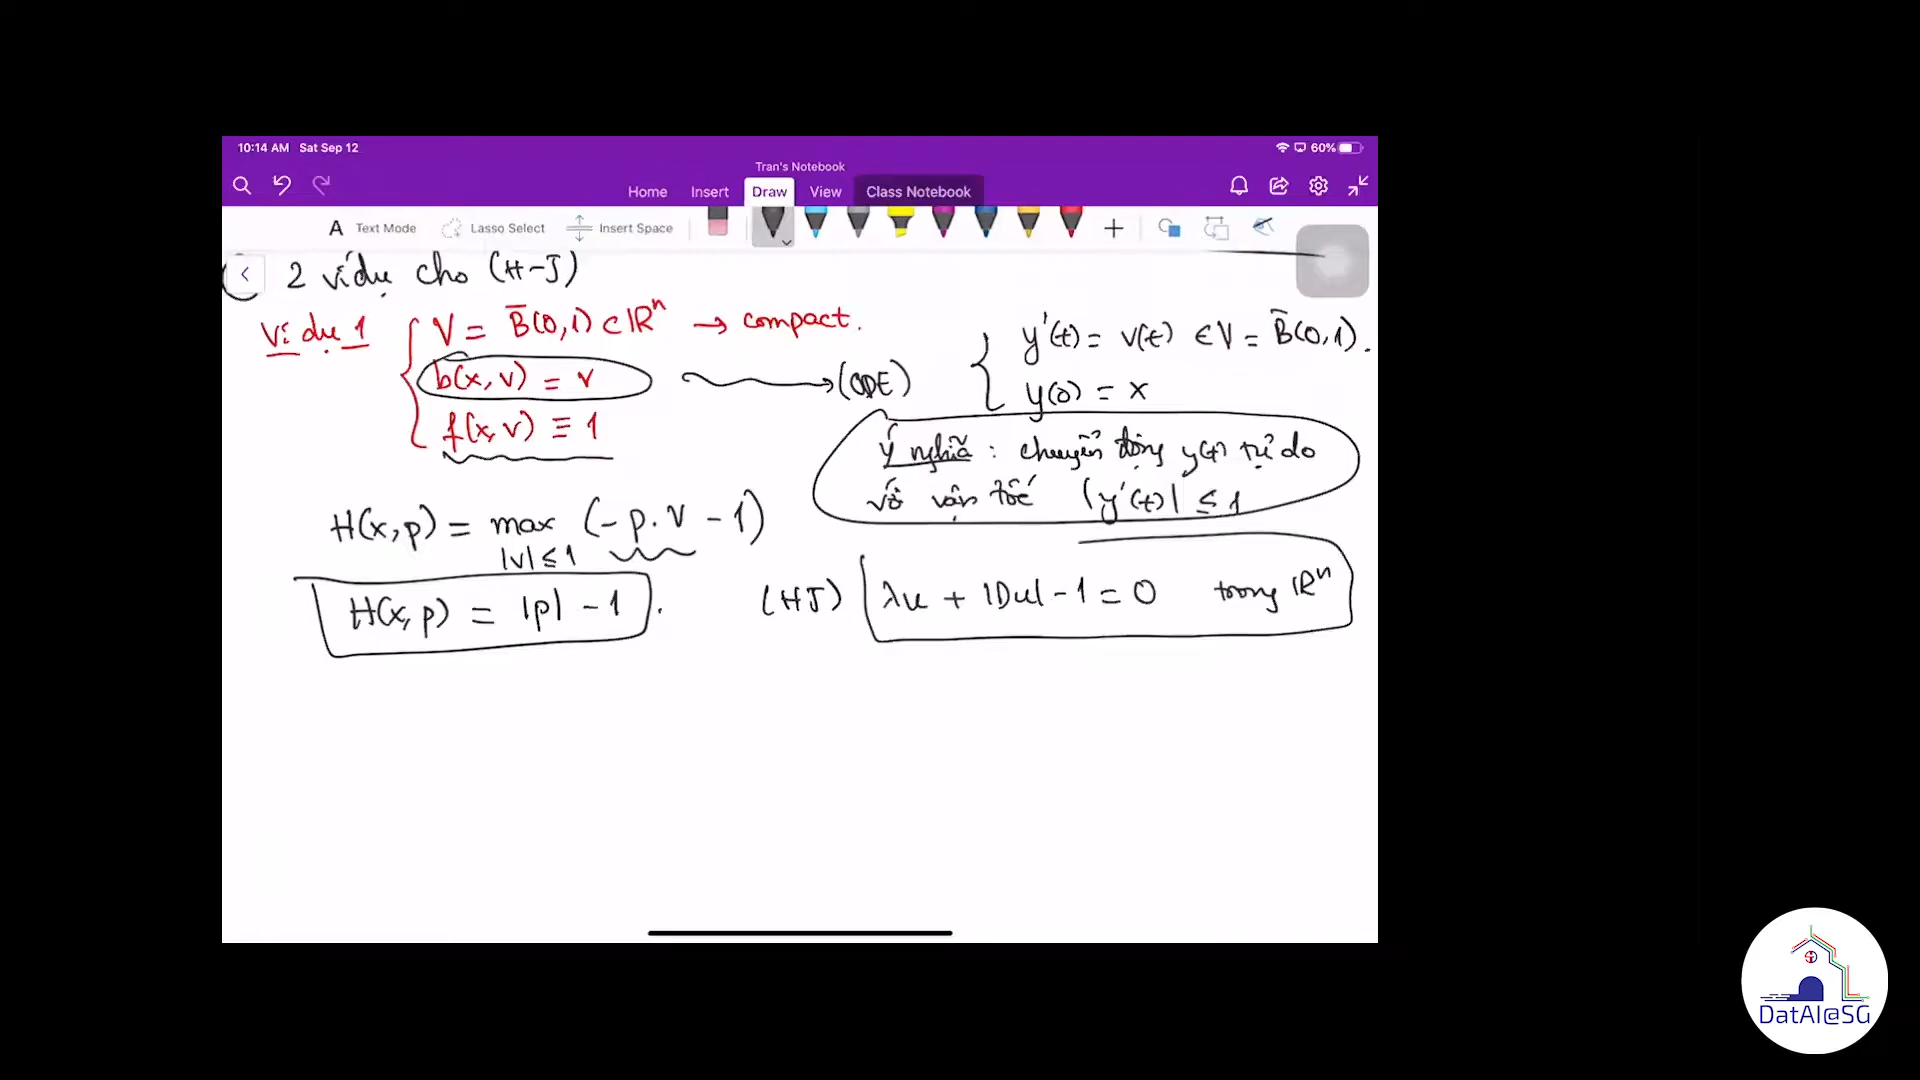 10:14 AM Sat Sep 12
60%
Tran's Notebook
Home Insert Draw View Class Notebook
A Text Mode Lasso Select Insert Space
2 ví dụ cho (H-J)
Ví dụ 1
V = B̅(0,1) ⊂ ℝⁿ → compact.
b(x,v) = v → (ODE)
f(x,v) ≡ 1
y'(t) = v(t) ∈ V = B̅(0,1).
y(0) = x
Ý nghĩa : chuyển động y(t) tự do
với vận tốc |y'(t)| ≤ 1
H(x,p) = max (-p.v - 1)
|v| ≤ 1
H(x,p) = |p| - 1 .
(HJ) λu + |Du| - 1 = 0 trong ℝⁿ
DatAI@SG